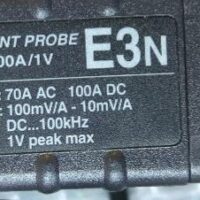 NT PROBE E3N
00A/1V
: 70A AC 100A DC
: 100mV/A - 10mV/A
DC...100kHz
: 1V peak max